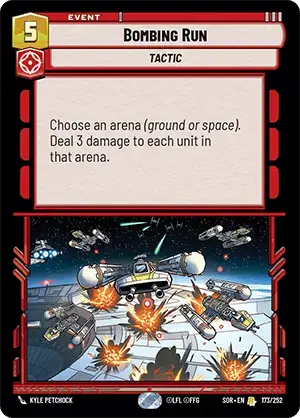 EVENT
5
BOMBING RUN
TACTIC
Choose an arena (ground or space).
Deal 3 damage to each unit in
that arena.
KYLE PETCHOCK
©LFL ©FFG
SOR • EN R 173/252